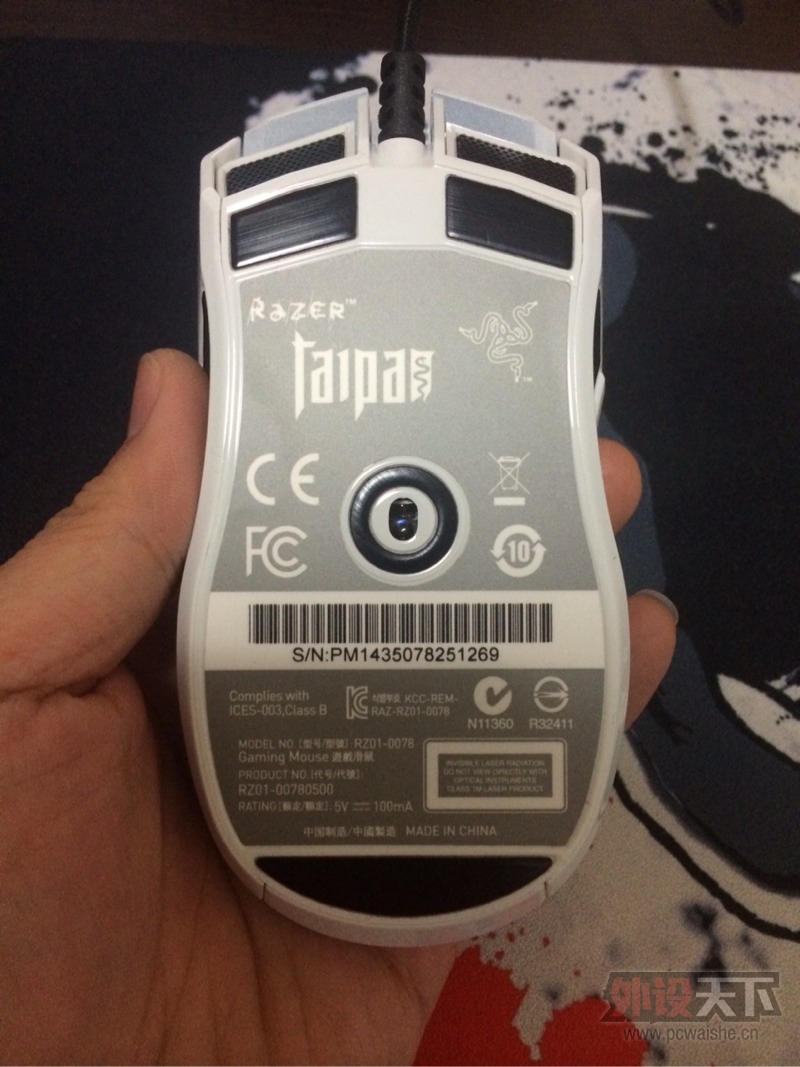 RAZER™
Taipan
CE
FC
10
S/N:PM1435078251269
Complies with
ICES-003,Class B
KCC-REM-
RAZ-RZ01-0078
N11360
R32411
MODEL NO.[型号/型號]: RZ01-0078
Gaming Mouse 遊戲滑鼠
PRODUCT NO.[代号/代號]:
RZ01-00780500
RATING [额定/額定]: 5V ⎓ 100mA
INVISIBLE LASER RADIATION
DO NOT VIEW DIRECTLY WITH
OPTICAL INSTRUMENTS
CLASS 1M LASER PRODUCT
中国制造/中國製造 MADE IN CHINA
外设天下
www.pcwaishe.cn